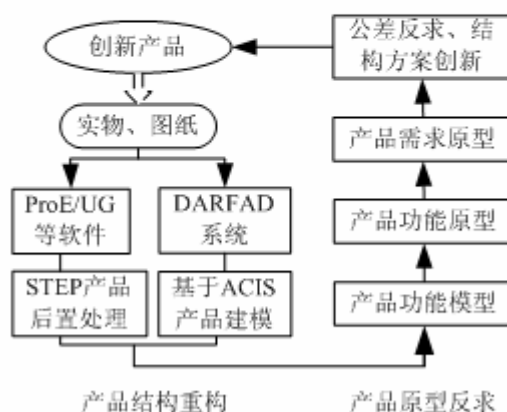 创新产品
公差反求、结
构方案创新
实物、图纸
产品需求原型
ProE/UG
等软件
DARFAD
系统
产品功能原型
STEP产品
后置处理
基于ACIS
产品建模
产品功能模型
产品结构重构
产品原型反求